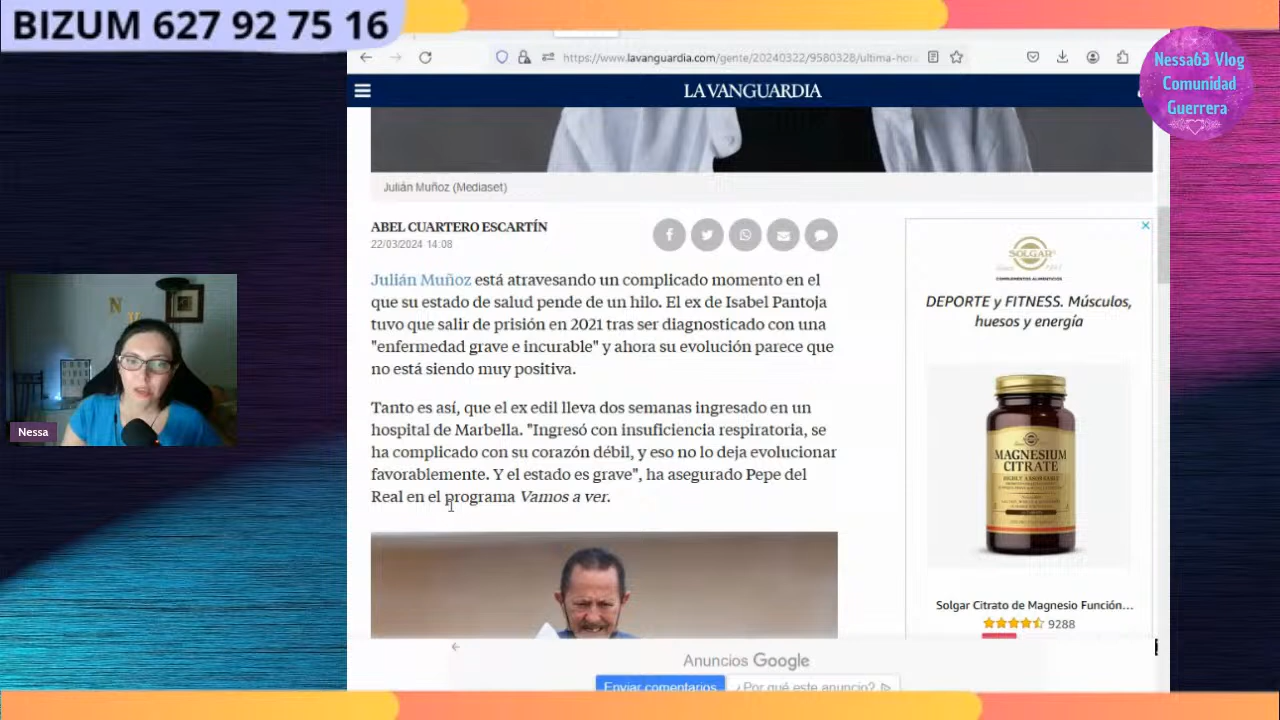 BIZUM 627 92 75 16
Nessa63 Vlog
Comunidad
Guerrera
https://www.lavanguardia.com/gente/20240322/9580328/ultima-hor
LA VANGUARDIA
Julián Muñoz (Mediaset)
ABEL CUARTERO ESCARTÍN
22/03/2024 14:08
Julián Muñoz está atravesando un complicado momento en el
que su estado de salud pende de un hilo. El ex de Isabel Pantoja
tuvo que salir de prisión en 2021 tras ser diagnosticado con una
"enfermedad grave e incurable" y ahora su evolución parece que
no está siendo muy positiva.
Tanto es así, que el ex edil lleva dos semanas ingresado en un
hospital de Marbella. "Ingresó con insuficiencia respiratoria, se
ha complicado con su corazón débil, y eso no lo deja evolucionar
favorablemente. Y el estado es grave", ha asegurado Pepe del
Real en el programa Vamos a ver.
SOLGAR
DEPORTE y FITNESS. Músculos,
huesos y energía
SOLGAR
MAGNESIUM
CITRATE
Solgar Citrato de Magnesio Función...
9288
Nessa
N
Anuncios Google
Enviar comentarios
¿Por qué este anuncio?